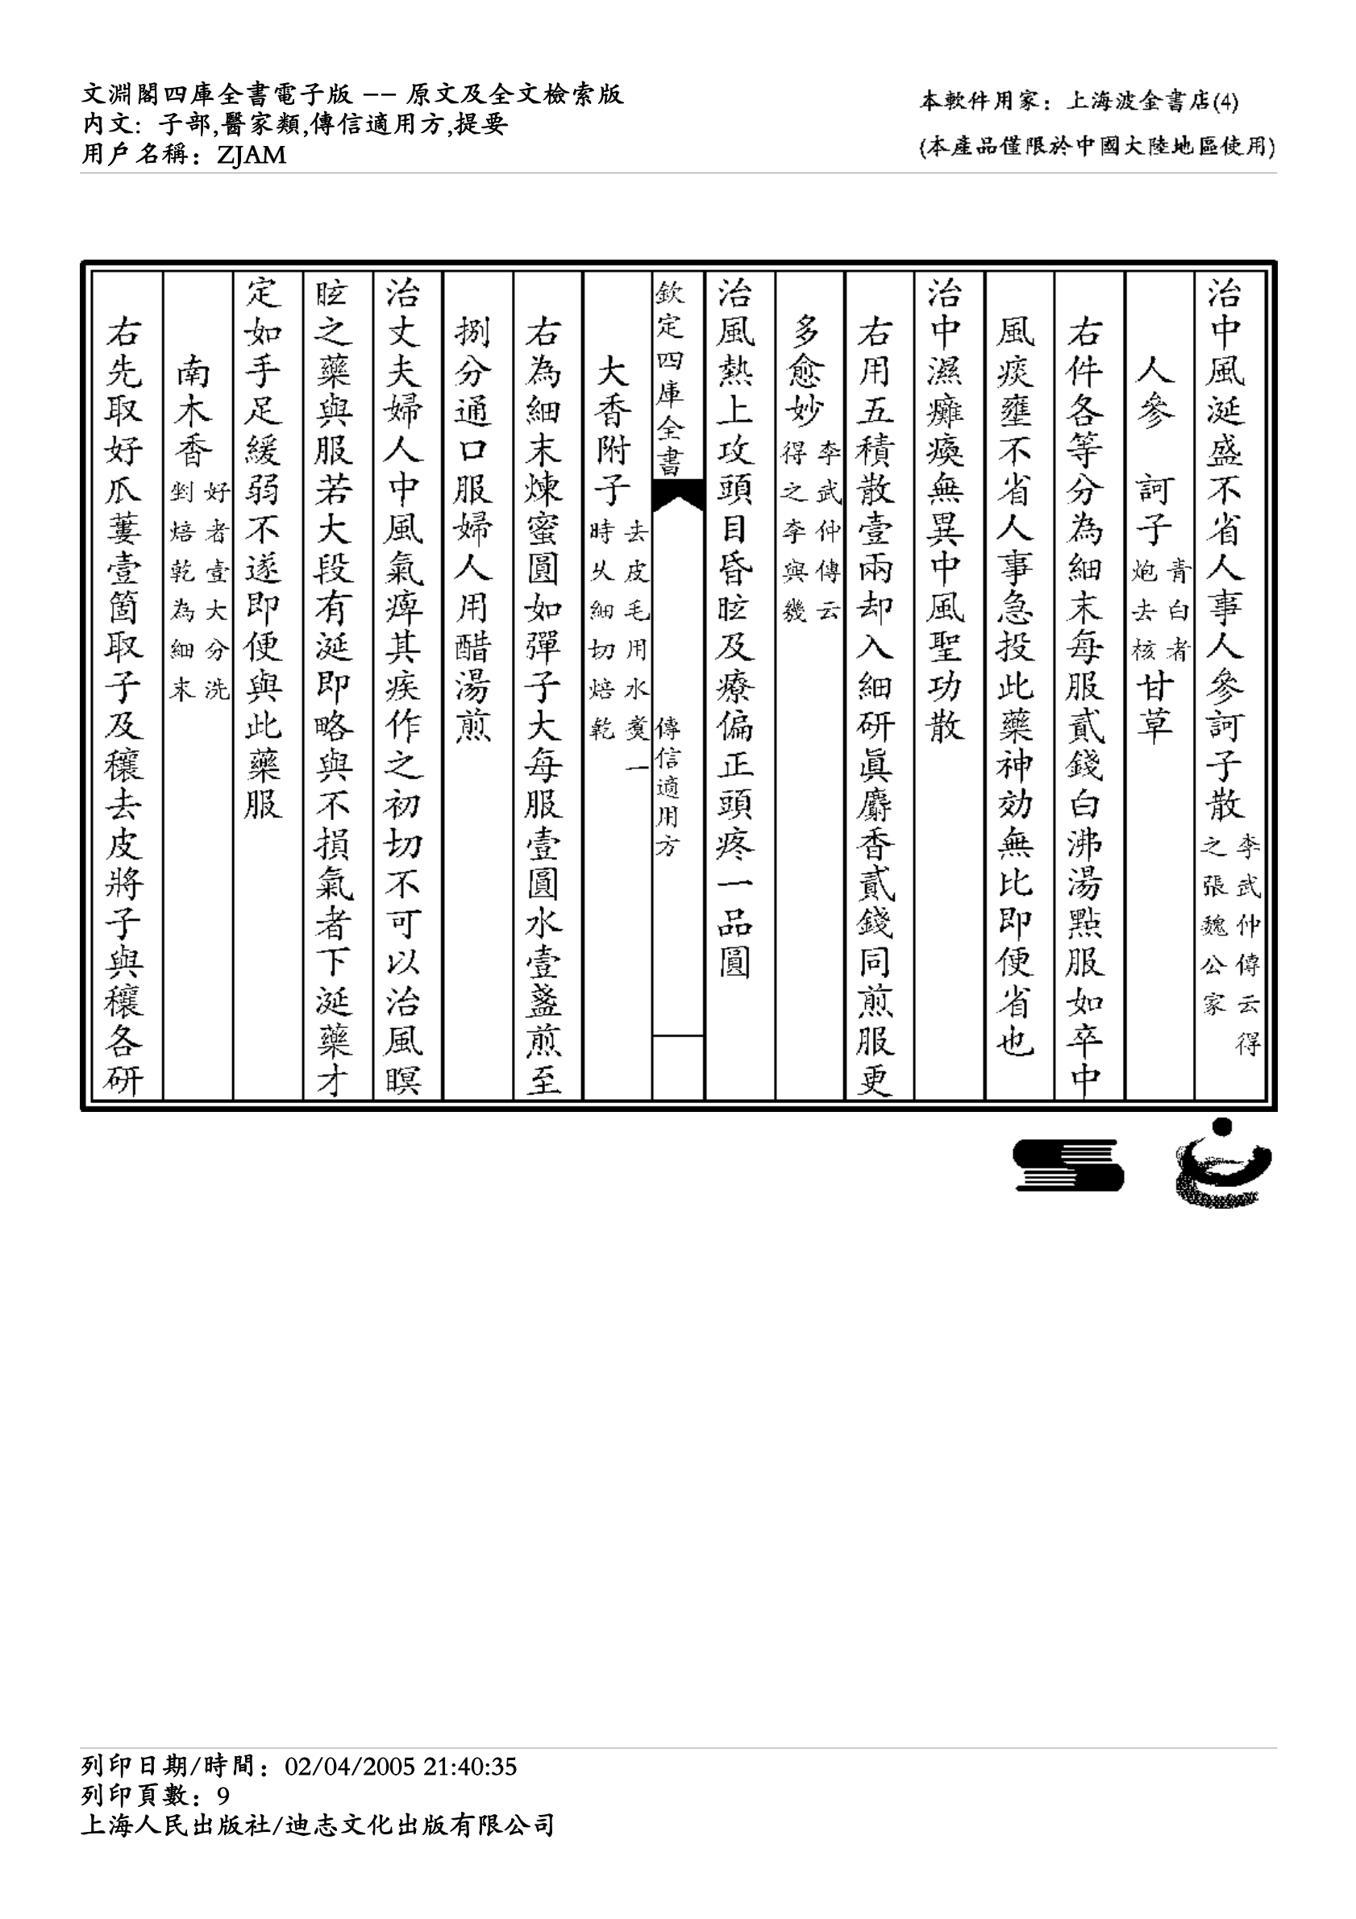 文淵閣四庫全書電子版 -- 原文及全文檢索版
內文: 子部,醫家類,傳信適用方,提要
用戶名稱: ZJAM
本軟件用家: 上海波金書店(4)
(本產品僅限於中國大陸地區使用)
治中風涎盛不省人事人參訶子散 李武仲傳云得之張魏公家
人參 訶子 青白者炮去核 甘草
右件各等分為細末每服貳錢白沸湯點服如卒中
風痰壅不省人事急投此藥神効無比即便省也
治中濕癱瘓無異中風聖功散
右用五積散壹兩却入細研眞麝香貳錢同煎服更
多愈妙 李武仲傳云得之李與幾
治風熱上攻頭目昏眩及療偏正頭疼一品圓
欽定四庫全書 傳信適用方
大香附子 去皮毛用水煑一時乆細切焙乾
右為細末煉蜜圓如彈子大每服壹圓水壹盞煎至
捌分通口服婦人用醋湯煎
治丈夫婦人中風氣痺其疾作之初切不可以治風瞑
眩之藥與服若大段有涎即略與不損氣者下涎藥才
定如手足緩弱不遂即便與此藥服
南木香 好者壹大分洗剉焙乾為細末
右先取好瓜蔞壹箇取子及穰去皮將子與穰各研
列印日期/時間: 02/04/2005 21:40:35
列印頁數: 9
上海人民出版社/迪志文化出版有限公司